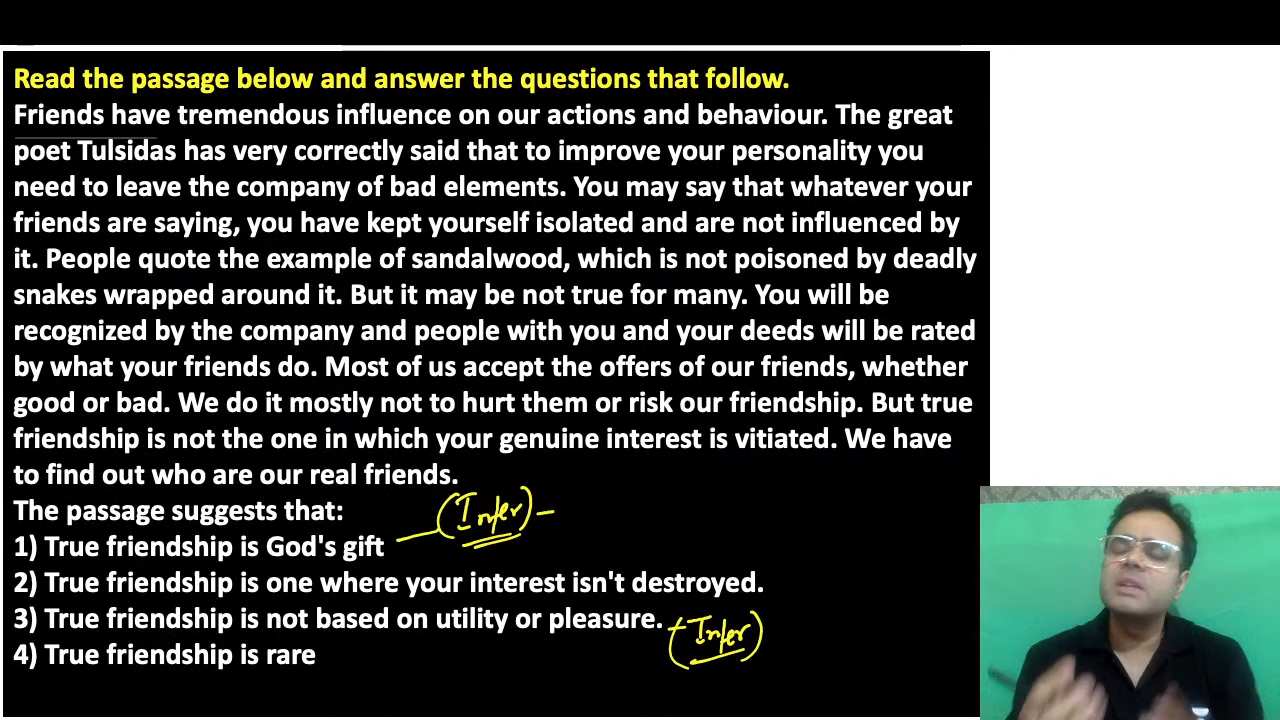 Read the passage below and answer the questions that follow.
Friends have tremendous influence on our actions and behaviour. The great
poet Tulsidas has very correctly said that to improve your personality you
need to leave the company of bad elements. You may say that whatever your
friends are saying, you have kept yourself isolated and are not influenced by
it. People quote the example of sandalwood, which is not poisoned by deadly
snakes wrapped around it. But it may be not true for many. You will be
recognized by the company and people with you and your deeds will be rated
by what your friends do. Most of us accept the offers of our friends, whether
good or bad. We do it mostly not to hurt them or risk our friendship. But true
friendship is not the one in which your genuine interest is vitiated. We have
to find out who are our real friends.
The passage suggests that:
(Infer)
1) True friendship is God's gift
2) True friendship is one where your interest isn't destroyed.
3) True friendship is not based on utility or pleasure.
(Infer)
4) True friendship is rare